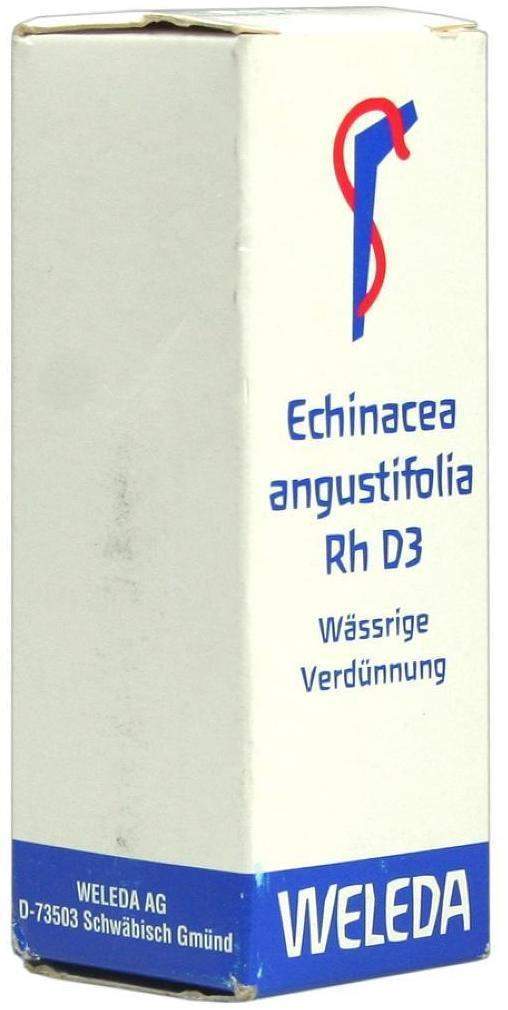 Echinacea
angustifolia
Rh D3
Wässrige
Verdünnung
WELEDA
WELEDA AG
D-73503 Schwäbisch Gmünd